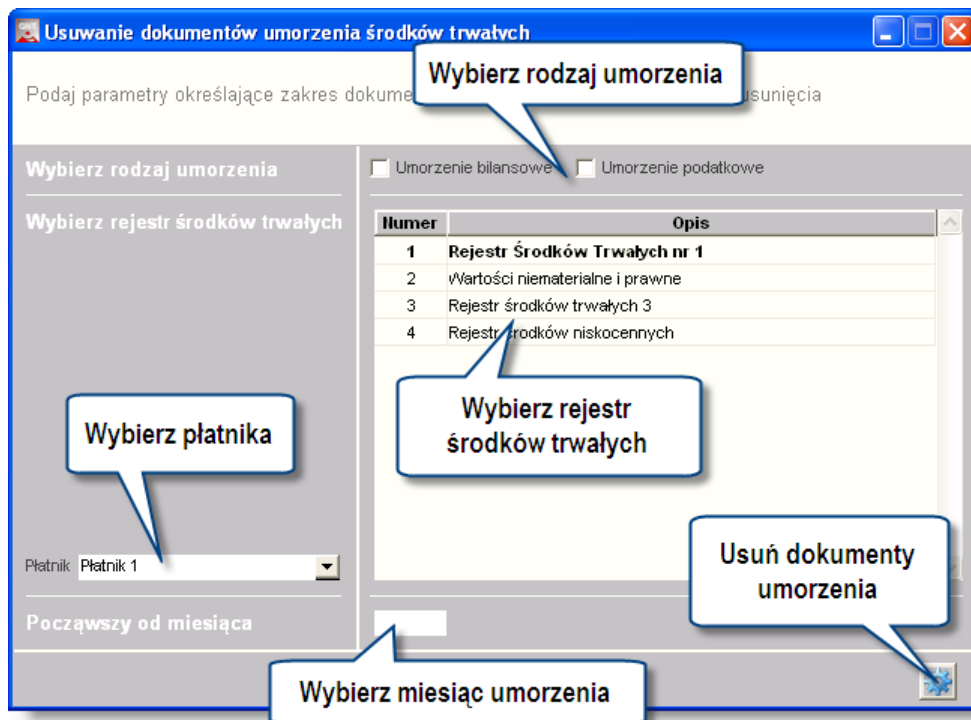 Usuwanie dokumentów umorzenia środków trwałych
Wybierz rodzaj umorzenia
Podaj parametry określające zakres usunięcia
Wybierz rodzaj umorzenia
Umorzenie bilansowe Umorzenie podatkowe
Wybierz rejestr środków trwałych
Numer Opis
1 Rejestr Środków Trwałych nr 1
2 Wartości niematerialne i prawne
3 Rejestr środków trwałych 3
4 Rejestr środków niskocennych
Wybierz rejestr
środków trwałych
Wybierz płatnika
Usuń dokumenty
umorzenia
Płatnik Płatnik 1
Począwszy od miesiąca
Wybierz miesiąc umorzenia